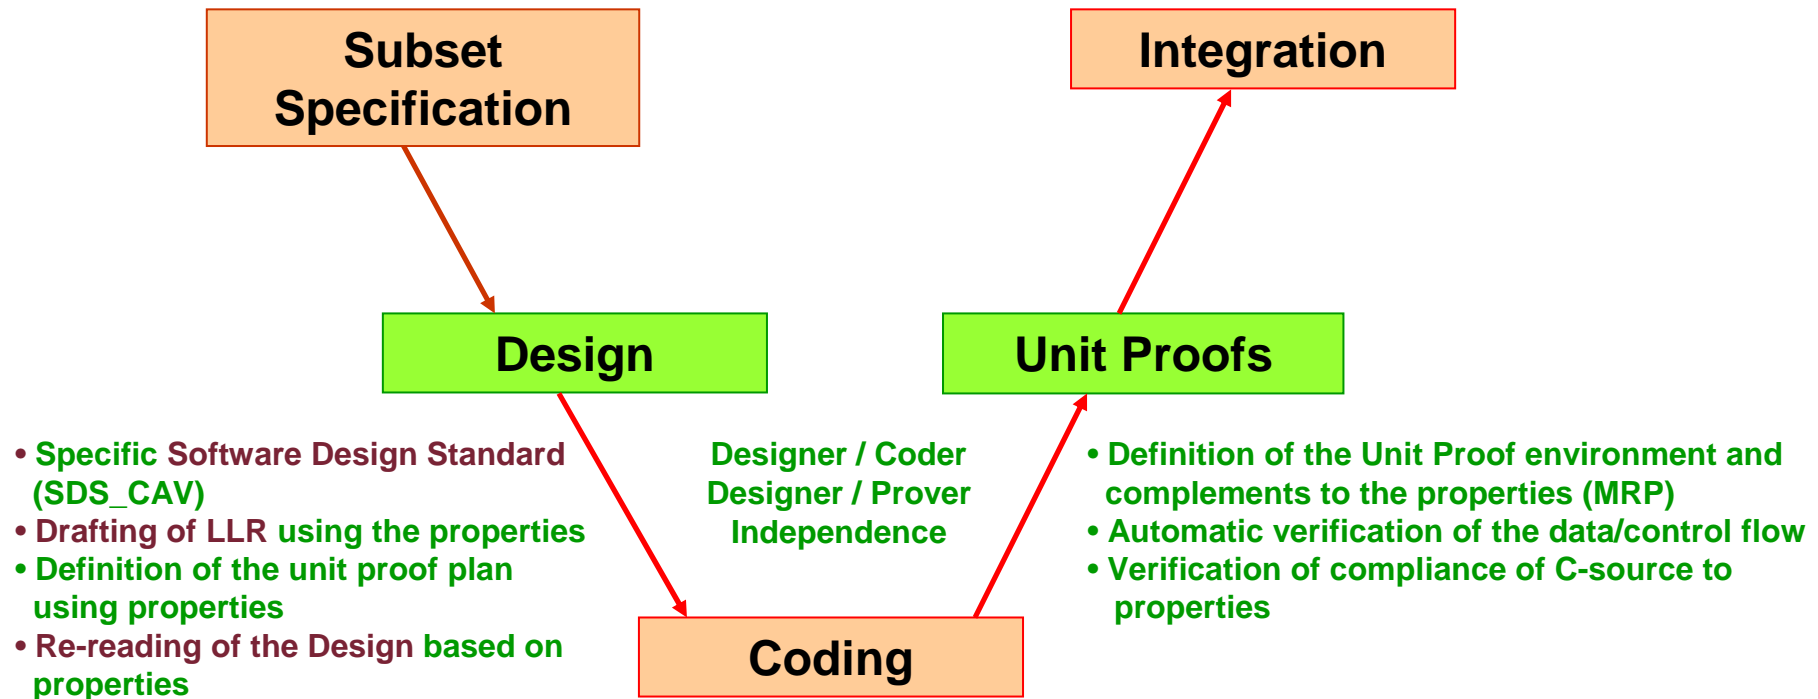 Subset
Specification
Integration
Design
Unit Proofs
• Specific Software Design Standard
(SDS_CAV)
• Drafting of LLR using the properties
• Definition of the unit proof plan
using properties
• Re-reading of the Design based on
properties
Designer / Coder
Designer / Prover
Independence
• Definition of the Unit Proof environment and
complements to the properties (MRP)
• Automatic verification of the data/control flow
• Verification of compliance of C-source to
properties
Coding